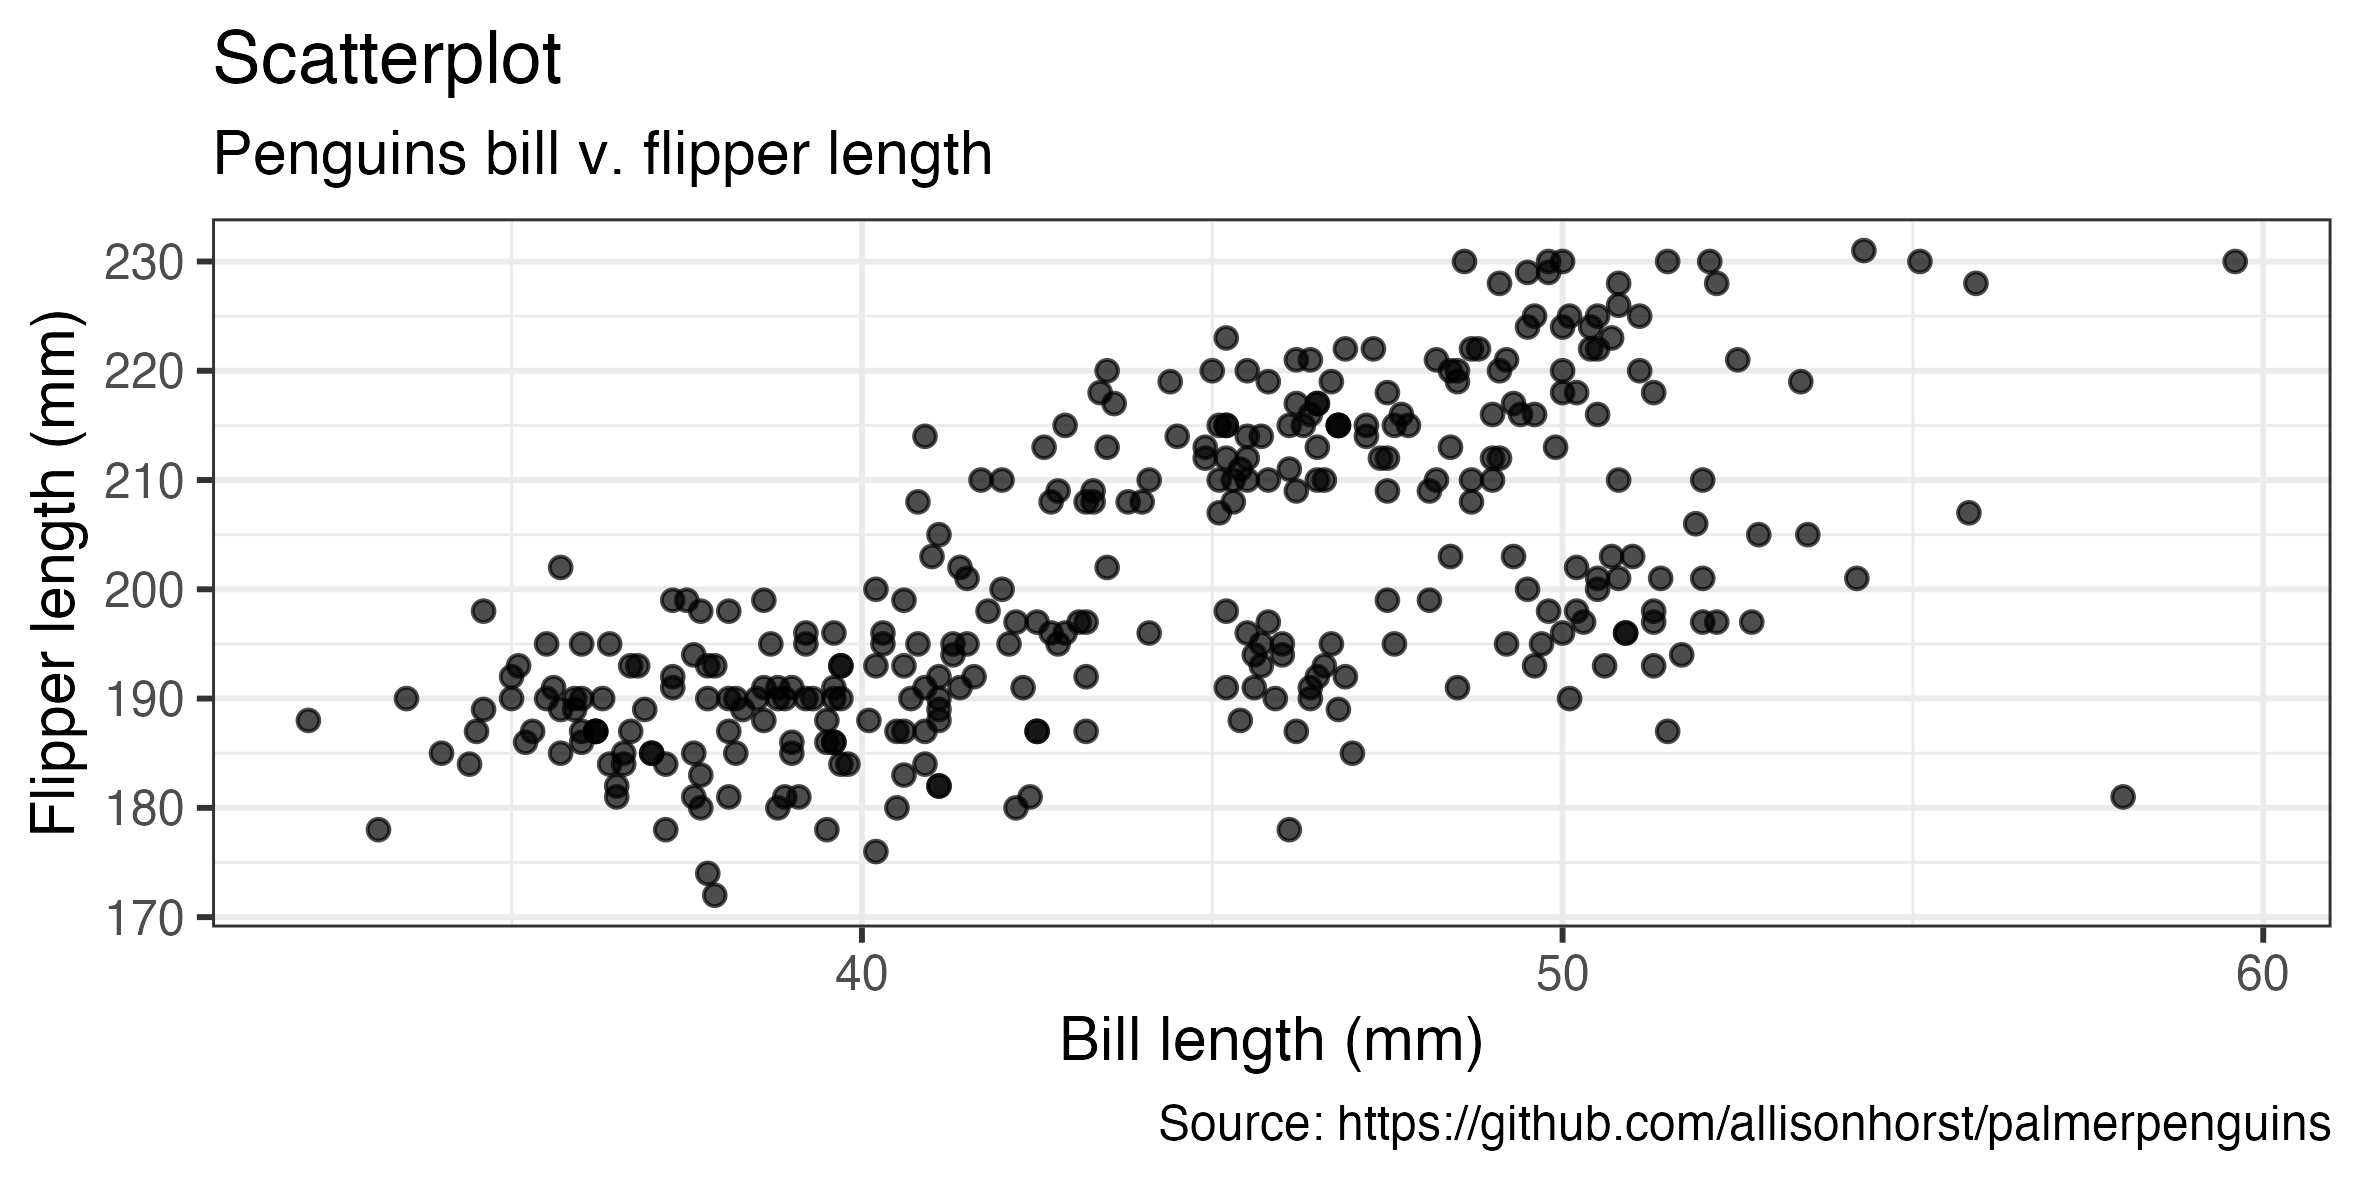 Scatterplot
Penguins bill v. flipper length
Flipper length (mm)
230
220
210
200
190
180
170
40 50 60
Bill length (mm)
Source: https://github.com/allisonhorst/palmerpenguins